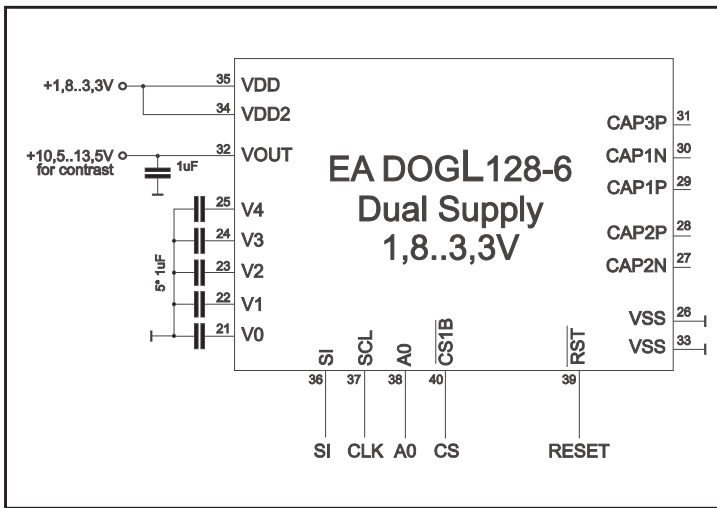 +1,8..3,3V
35 VDD
34 VDD2
+10,5..13,5V
for contrast
1uF
32 VOUT
25 V4
24 V3
23 V2
22 V1
21 V0
5* 1uF
EA DOGL128-6
Dual Supply
1,8..3,3V
CAP3P 31
CAP1N 30
CAP1P 29
CAP2P 28
CAP2N 27
VSS 26
VSS 33
SI SCL A0 CS1B RST
36 37 38 40 39
SI CLK A0 CS RESET